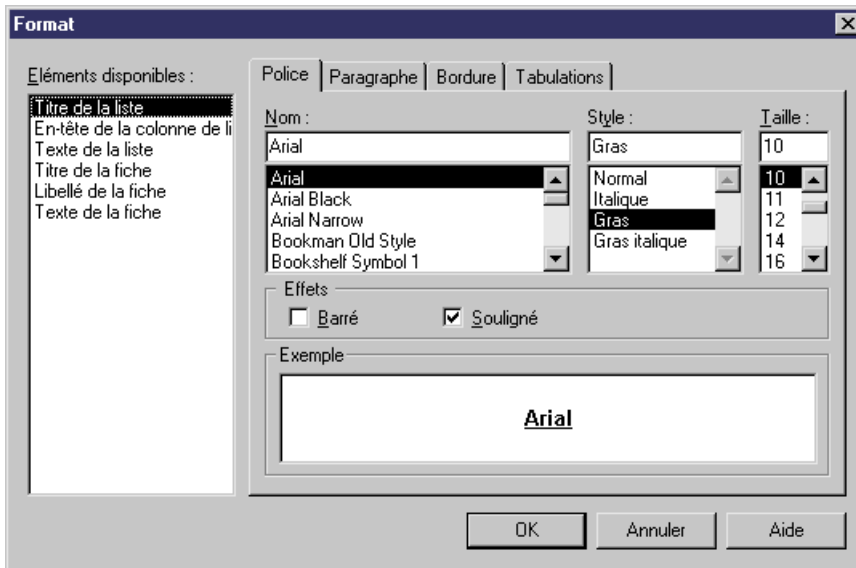 Format
Eléments disponibles :
Titre de la liste
En-tête de la colonne de li
Texte de la liste
Titre de la fiche
Libellé de la fiche
Texte de la fiche
Police
Paragraphe
Bordure
Tabulations
Nom :
Arial
Arial
Arial Black
Arial Narrow
Bookman Old Style
Bookshelf Symbol 1
Style :
Gras
Normal
Italique
Gras
Gras italique
Taille :
10
10
11
12
14
16
Effets
Barré
Souligné
Exemple
Arial
OK
Annuler
Aide